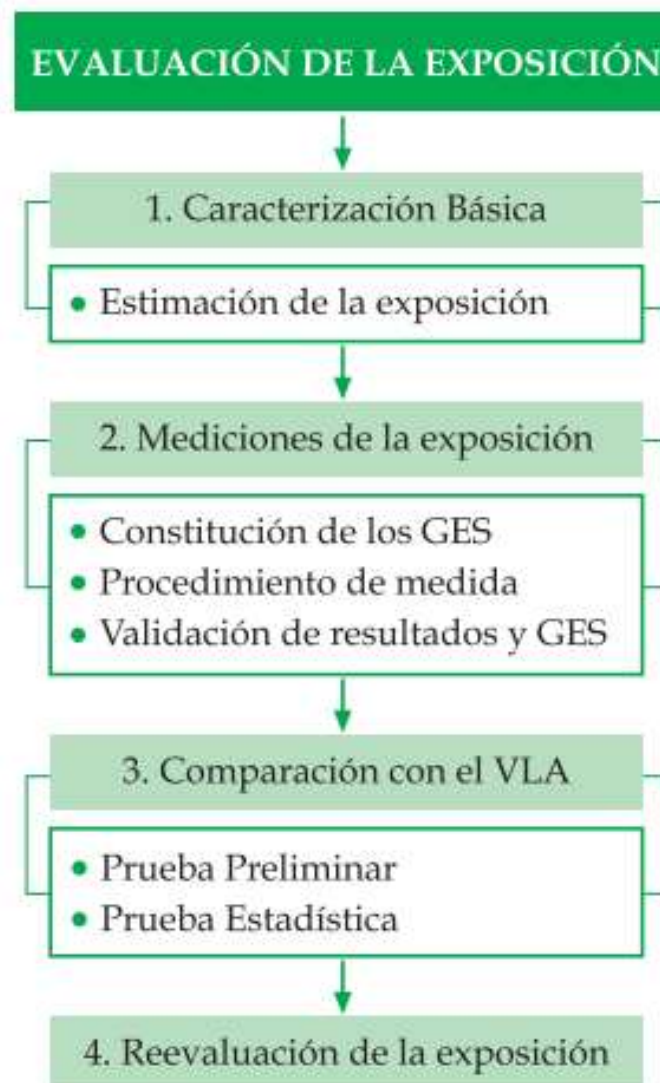 EVALUACIÓN DE LA EXPOSICIÓN
1. Caracterización Básica
• Estimación de la exposición
2. Mediciones de la exposición
• Constitución de los GES
• Procedimiento de medida
• Validación de resultados y GES
3. Comparación con el VLA
• Prueba Preliminar
• Prueba Estadística
4. Reevaluación de la exposición